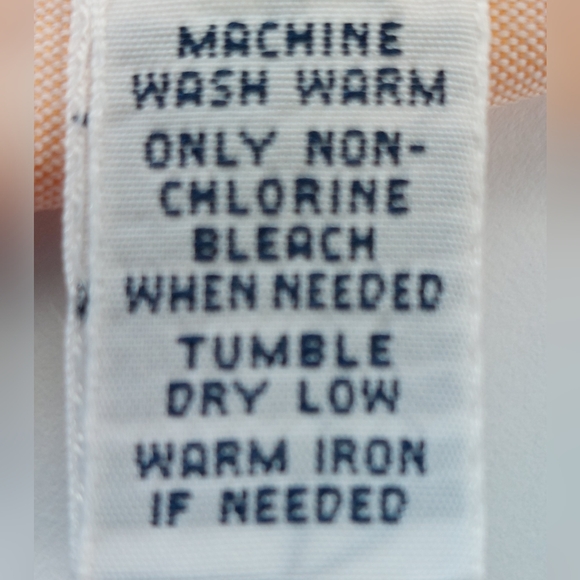 MACHINE
WASH WARM
ONLY NON-
CHLORINE
BLEACH
WHEN NEEDED
TUMBLE
DRY LOW
WARM IRON
IF NEEDED